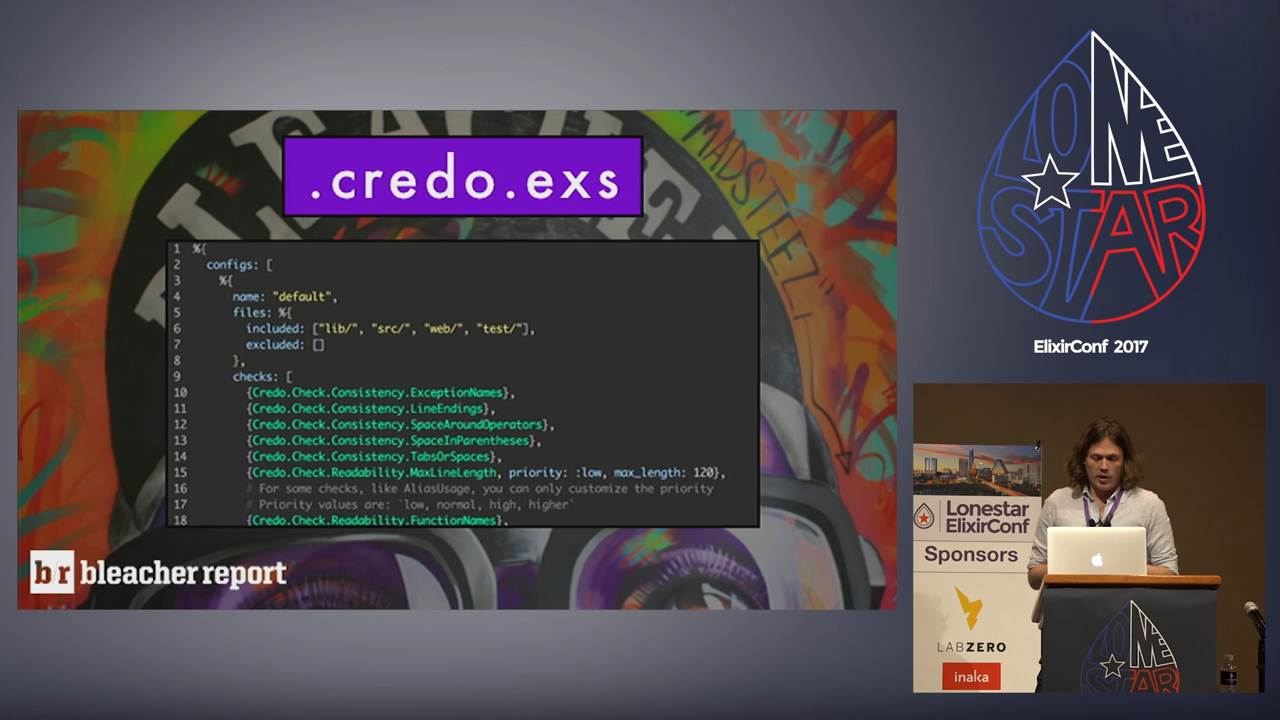 BLEACHER
MADSTEEZ
.credo.exs
1 %{
2 configs: [
3 %{
4 name: "default",
5 files: %{
6 included: ["lib/", "src/", "web/", "test/"],
7 excluded: []
8 },
9 checks: [
10 {Credo.Check.Consistency.ExceptionNames},
11 {Credo.Check.Consistency.LineEndings},
12 {Credo.Check.Consistency.SpaceAroundOperators},
13 {Credo.Check.Consistency.SpaceInParentheses},
14 {Credo.Check.Consistency.TabsOrSpaces},
15 {Credo.Check.Readability.MaxLineLength, priority: :low, max_length: 120},
16 # For some checks, like AliasUsage, you can only customize the priority
17 # Priority values are: `low, normal, high, higher`
18 {Credo.Check.Readability.FunctionNames},
br bleacher report
LONE
STAR
ElixirConf 2017
Lonestar
ElixirConf
Sponsors
LABZERO
inaka
LONE
STAR